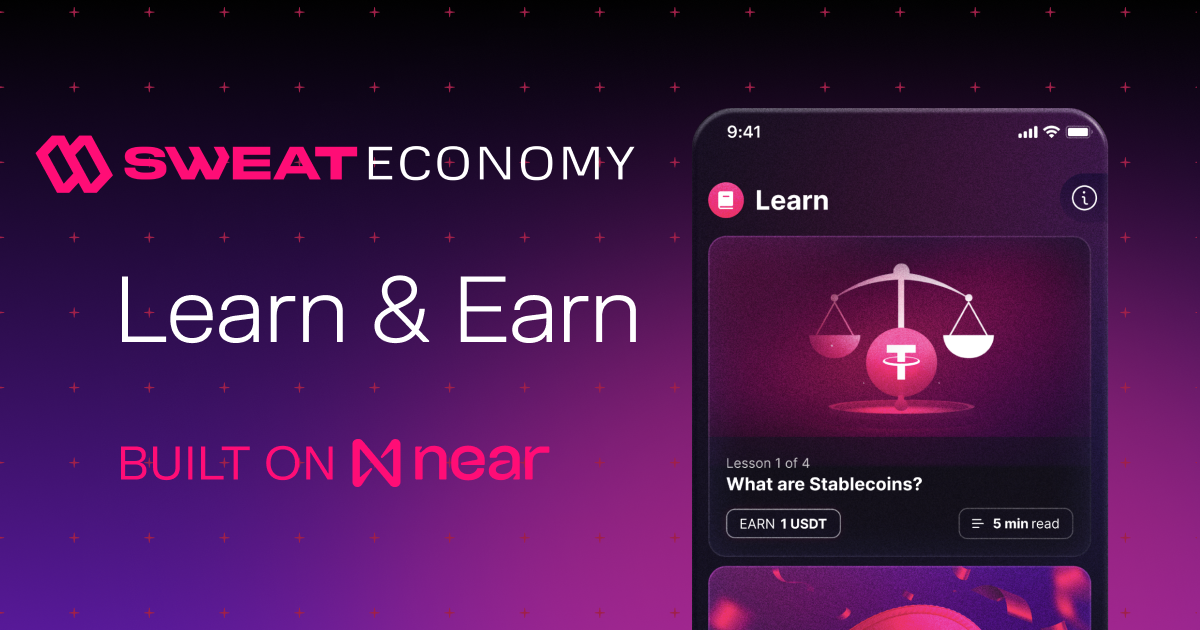 SWEAT ECONOMY
Learn & Earn
BUILT ON near
9:41
Learn
Lesson 1 of 4
What are Stablecoins?
EARN 1 USDT
5 min read